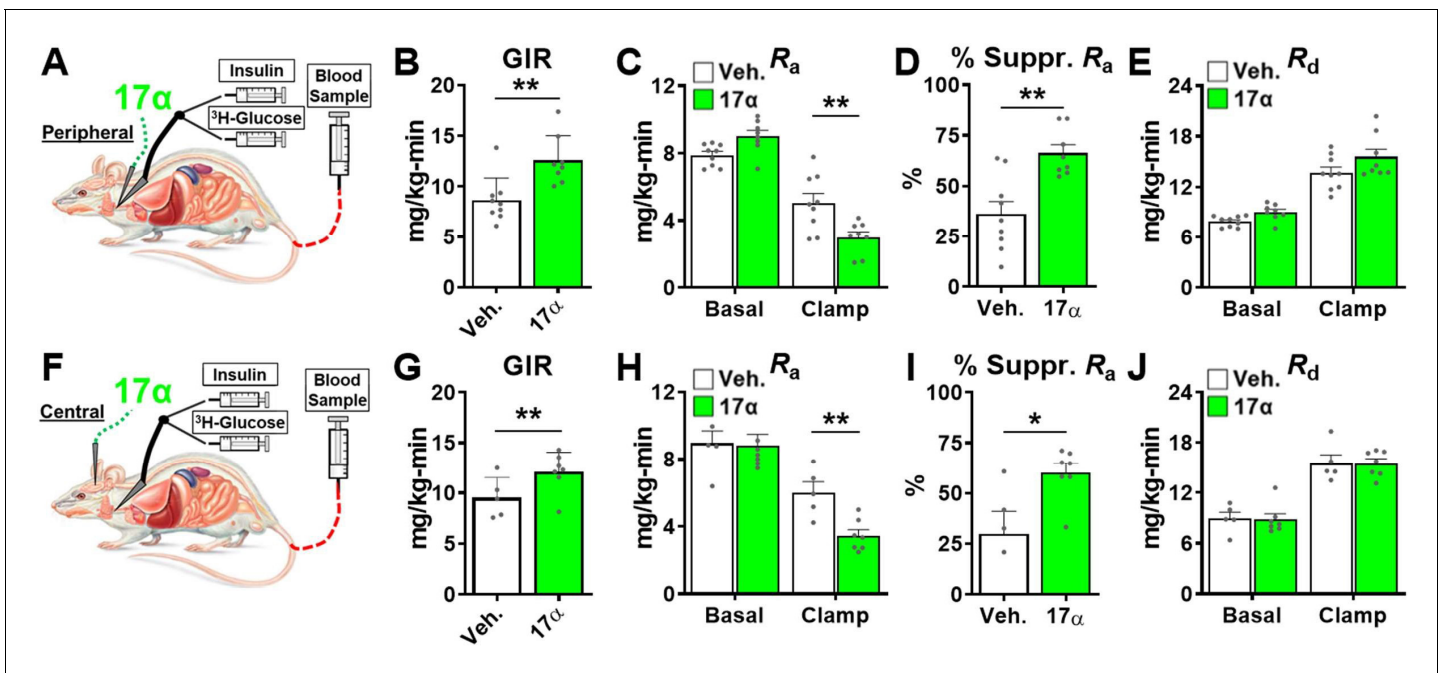 A
17α
Peripheral
Insulin
³H-Glucose
Blood
Sample
B
GIR
mg/kg-min
20
15
10
5
0
**
Veh.
17α
C
Rₐ
Veh.
17α
mg/kg-min
12
8
4
0
**
Basal
Clamp
D
% Suppr. Rₐ
%
100
75
50
25
0
**
Veh.
17α
E
R_d
Veh.
17α
mg/kg-min
24
18
12
6
0
Basal
Clamp
F
17α
Central
Insulin
³H-Glucose
Blood
Sample
G
GIR
mg/kg-min
20
15
10
5
0
**
Veh.
17α
H
Rₐ
Veh.
17α
mg/kg-min
12
8
4
0
**
Basal
Clamp
I
% Suppr. Rₐ
%
100
75
50
25
0
*
Veh.
17α
J
R_d
Veh.
17α
mg/kg-min
24
18
12
6
0
Basal
Clamp